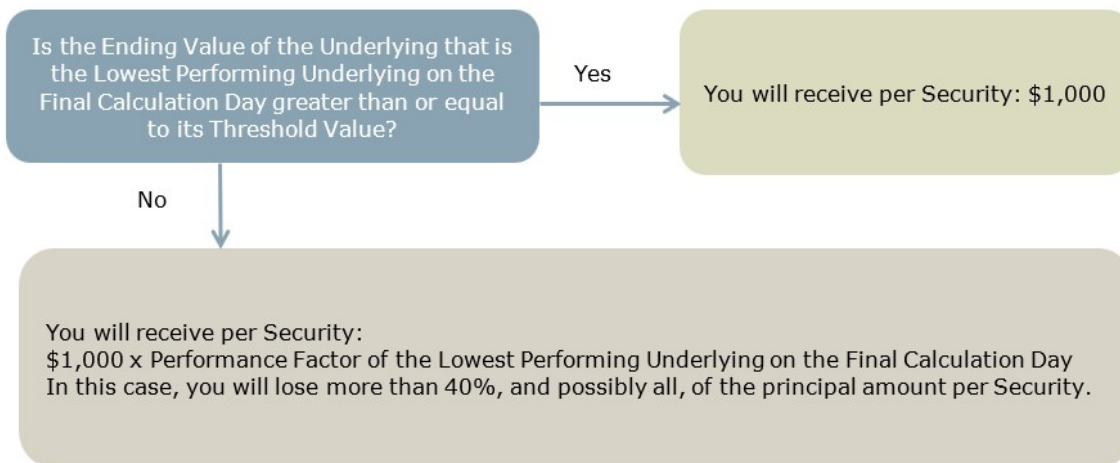 Is the Ending Value of the Underlying that is
the Lowest Performing Underlying on the
Final Calculation Day greater than or equal
to its Threshold Value?
Yes
You will receive per Security: $1,000
No
You will receive per Security:
$1,000 x Performance Factor of the Lowest Performing Underlying on the Final Calculation Day
In this case, you will lose more than 40%, and possibly all, of the principal amount per Security.